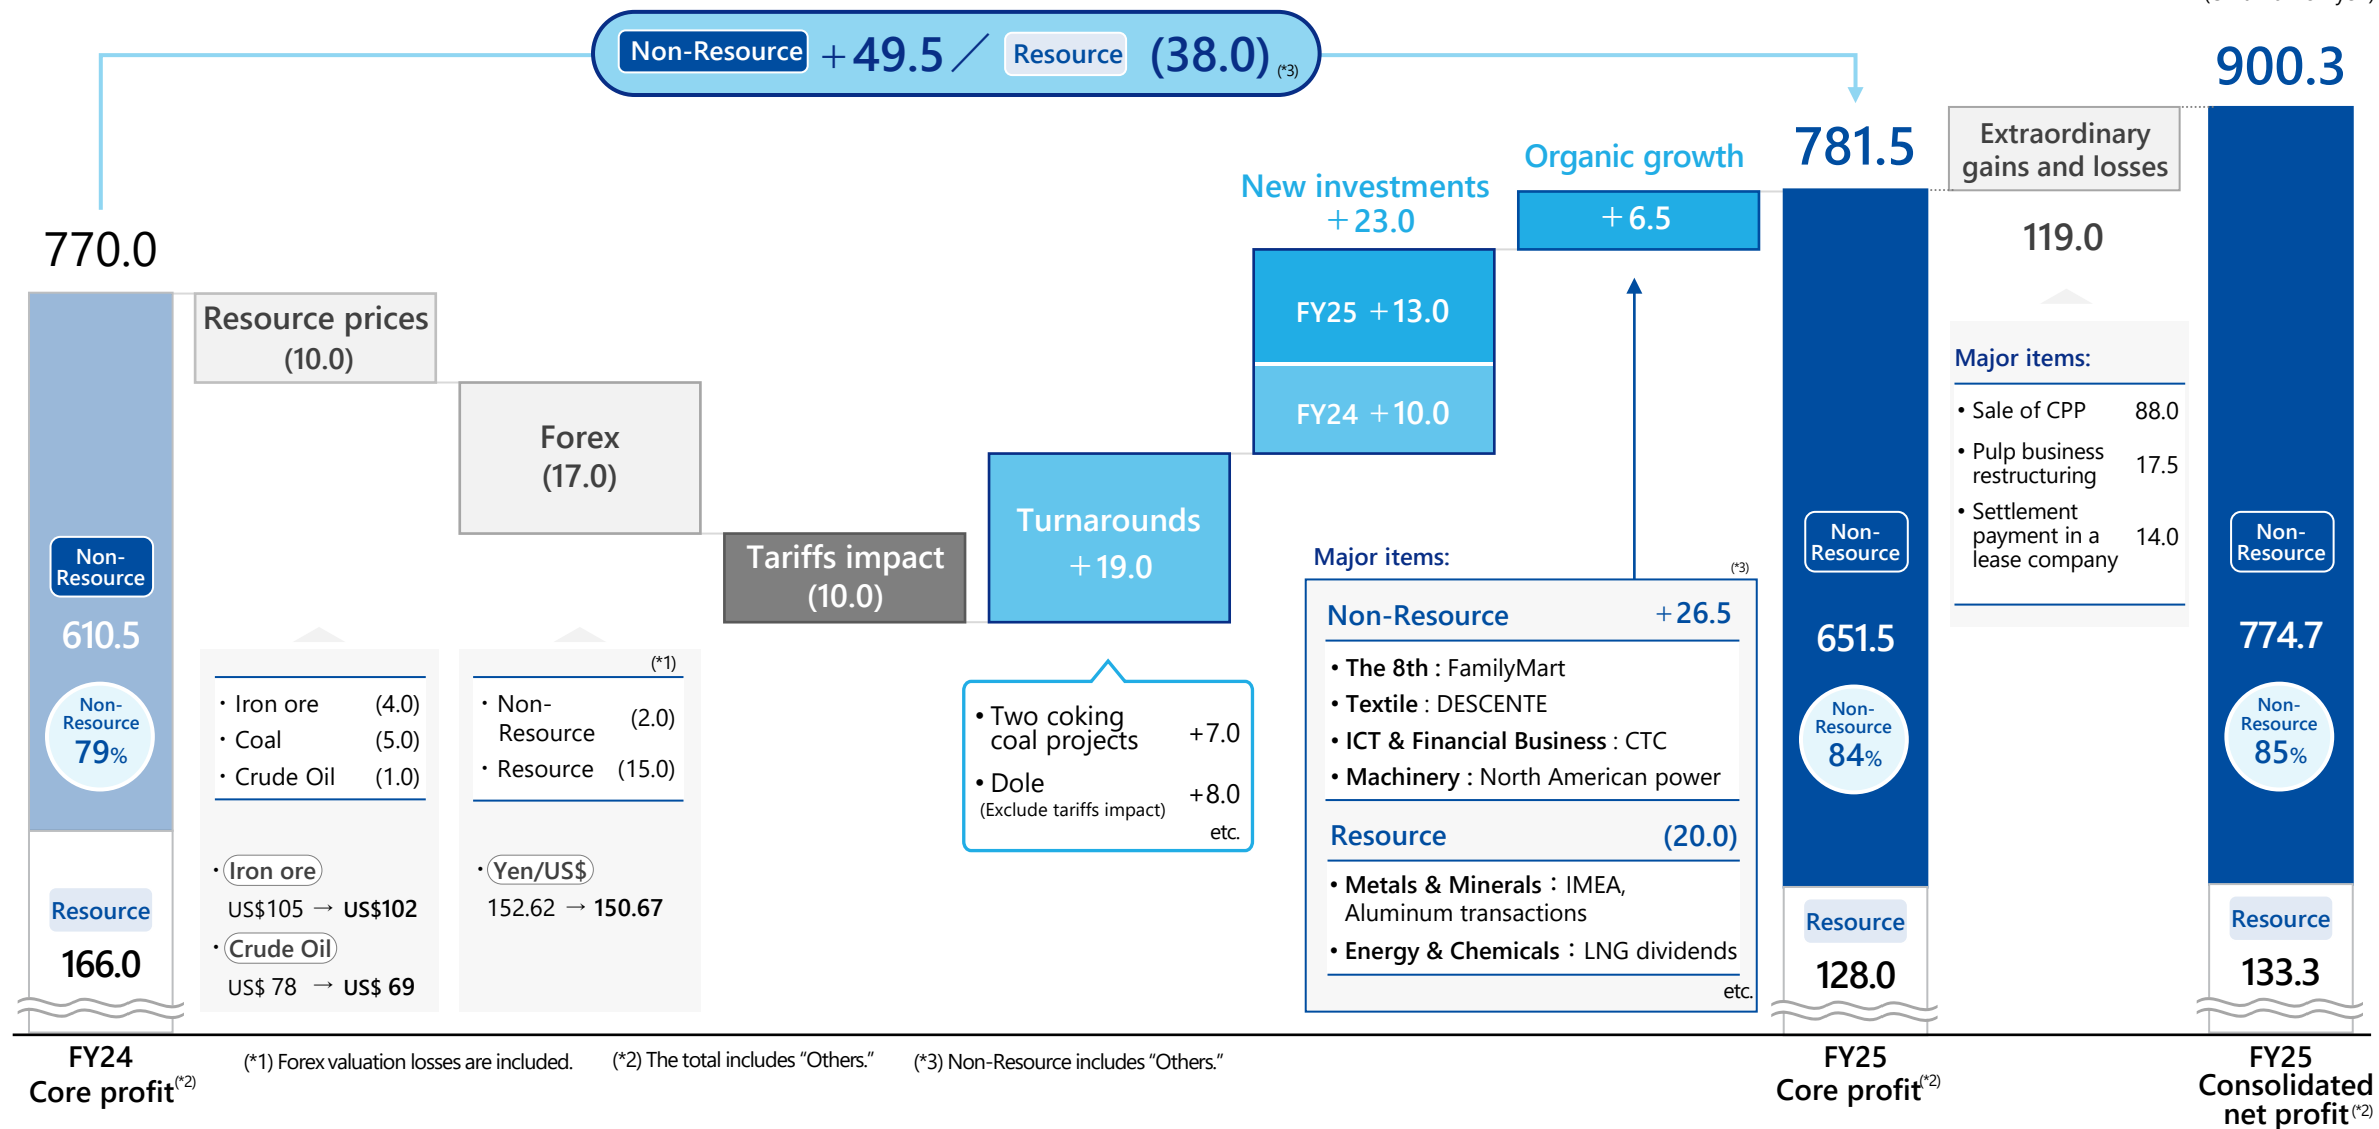 Non-Resource +49.5 / Resource (38.0) (*3)
900.3
781.5
Extraordinary
gains and losses
119.0
Organic growth
+6.5
New investments
+23.0
FY25 +13.0
FY24 +10.0
770.0
Resource prices
(10.0)
Forex
(17.0)
Tariffs impact
(10.0)
Turnarounds
+19.0
Non-
Resource
610.5
Non-
Resource
79%
Resource
166.0
・Iron ore (4.0)
・Coal (5.0)
・Crude Oil (1.0)
・Iron ore
US$105 → US$102
・Crude Oil
US$ 78 → US$ 69
(*1)
・Non-
Resource (2.0)
・Resource (15.0)
・Yen/US$
152.62 → 150.67
• Two coking
coal projects +7.0
• Dole +8.0
(Exclude tariffs impact)
etc.
Major items:
(*3)
Non-Resource +26.5
• The 8th : FamilyMart
• Textile : DESCENTE
• ICT & Financial Business : CTC
• Machinery : North American power
Resource (20.0)
• Metals & Minerals：IMEA,
Aluminum transactions
• Energy & Chemicals：LNG dividends
etc.
Non-
Resource
651.5
Non-
Resource
84%
Resource
128.0
Major items:
• Sale of CPP 88.0
• Pulp business
restructuring 17.5
• Settlement
payment in a
lease company 14.0
Non-
Resource
774.7
Non-
Resource
85%
Resource
133.3
FY24
Core profit(*2)
(*1) Forex valuation losses are included. (*2) The total includes “Others.” (*3) Non-Resource includes “Others.”
FY25
Core profit(*2)
FY25
Consolidated
net profit(*2)